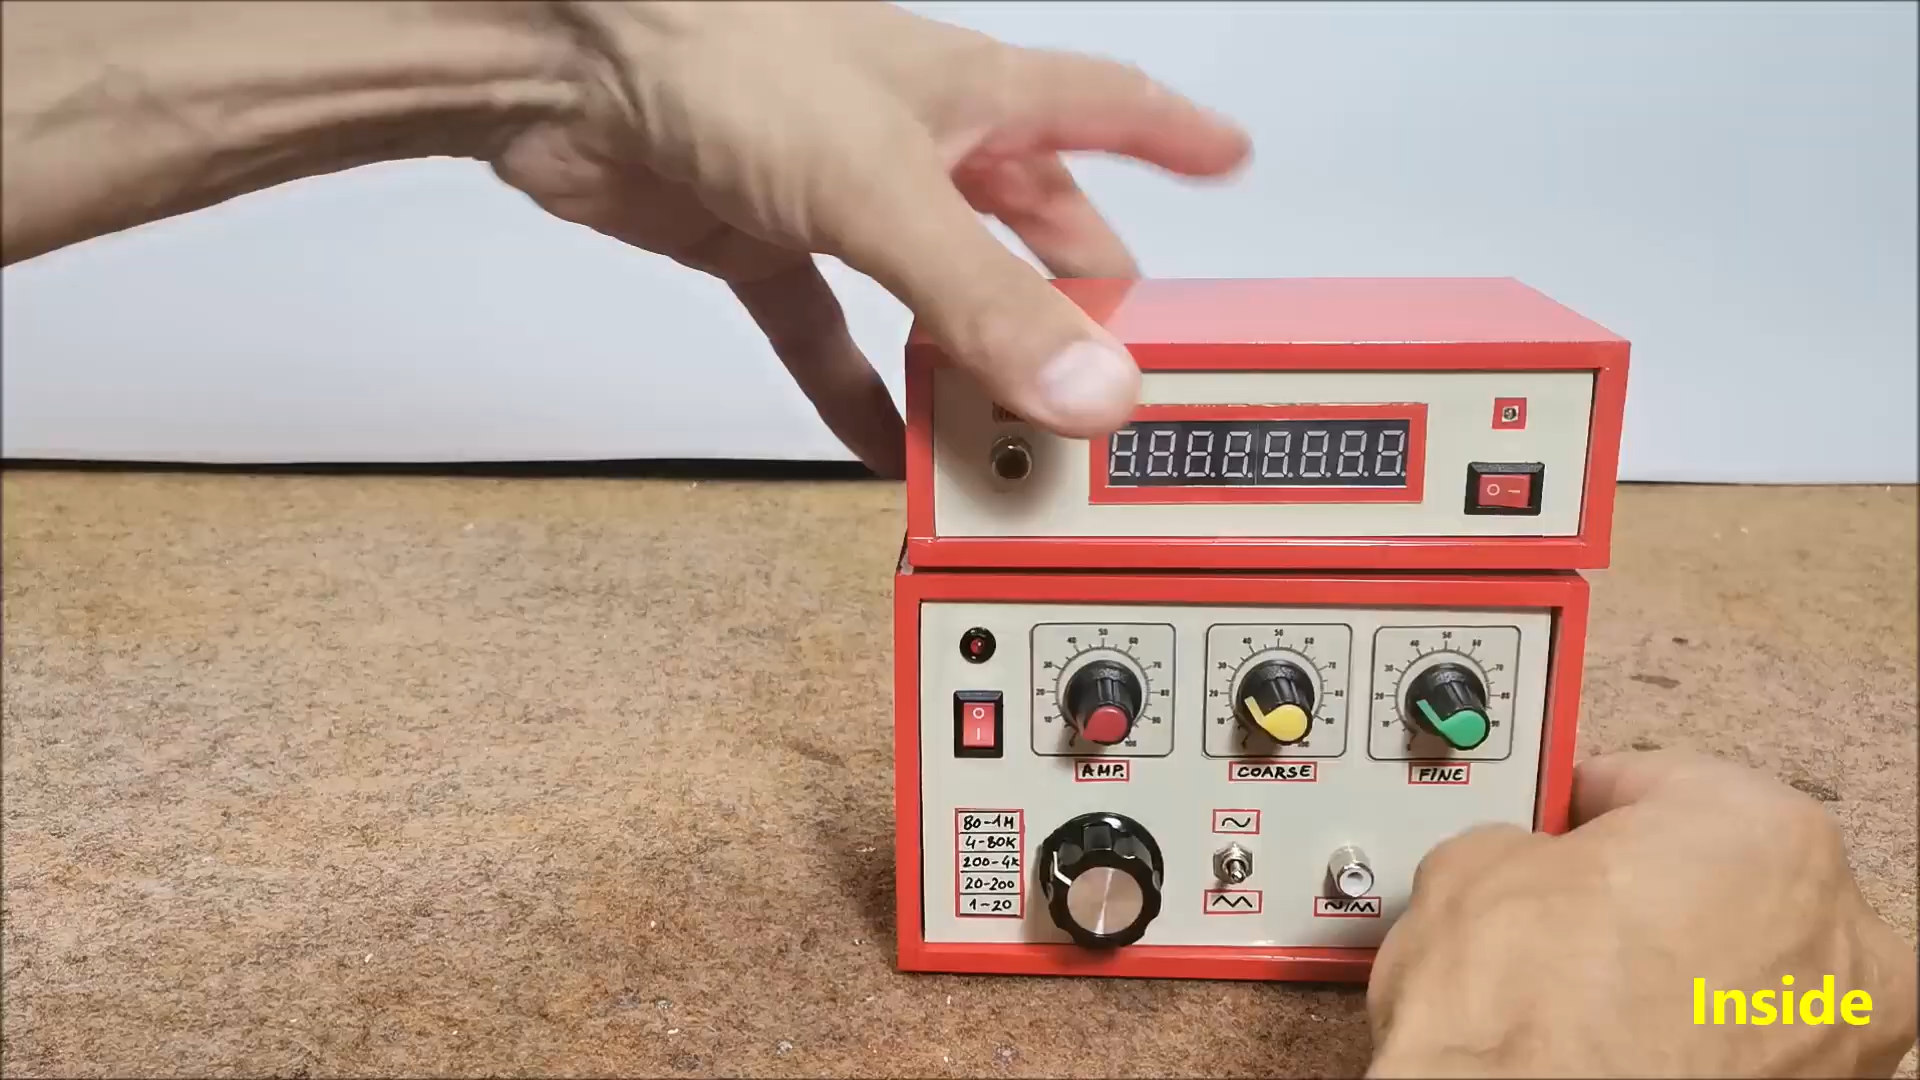 AMP.
COARSE
FINE
80-1M
4-80K
200-4K
20-200
1-20
Inside